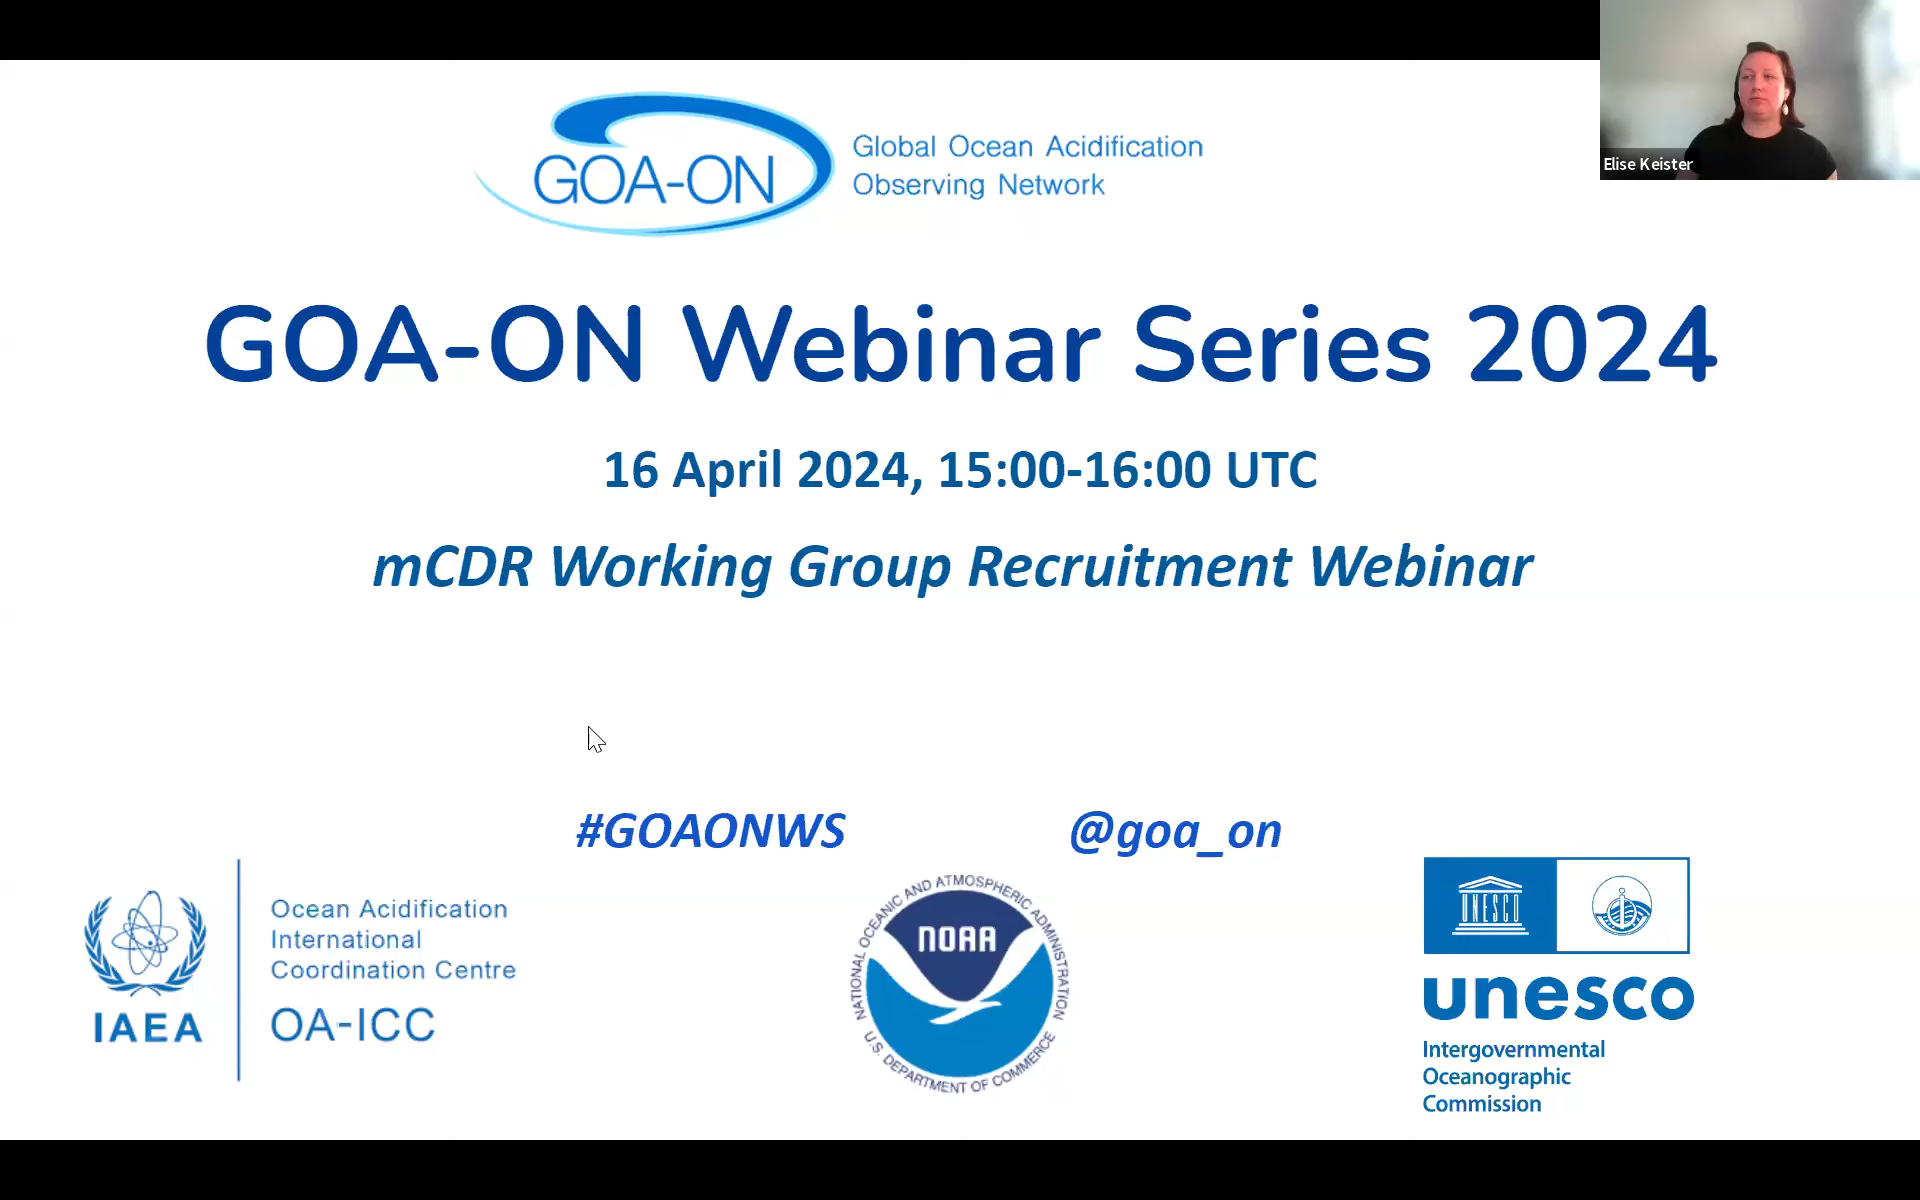 GOA-ON
Global Ocean Acidification
Observing Network
Elise Keister
GOA-ON Webinar Series 2024
16 April 2024, 15:00-16:00 UTC
mCDR Working Group Recruitment Webinar
#GOAONWS
@goa_on
IAEA
Ocean Acidification
International
Coordination Centre
OA-ICC
NATIONAL OCEANIC AND ATMOSPHERIC ADMINISTRATION
NOAA
U.S. DEPARTMENT OF COMMERCE
UNESCO
unesco
Intergovernmental
Oceanographic
Commission